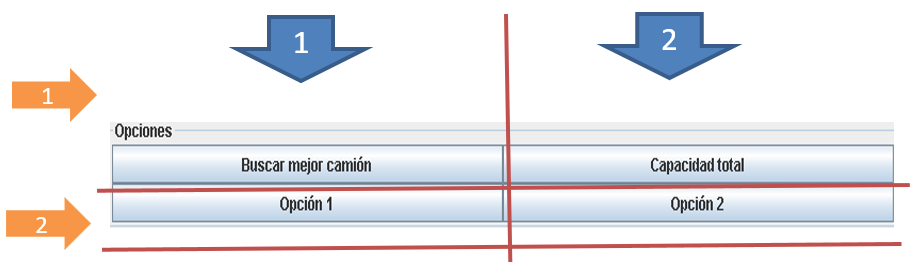 1
2
1
Opciones
Buscar mejor camión
Capacidad total
Opción 1
Opción 2
2